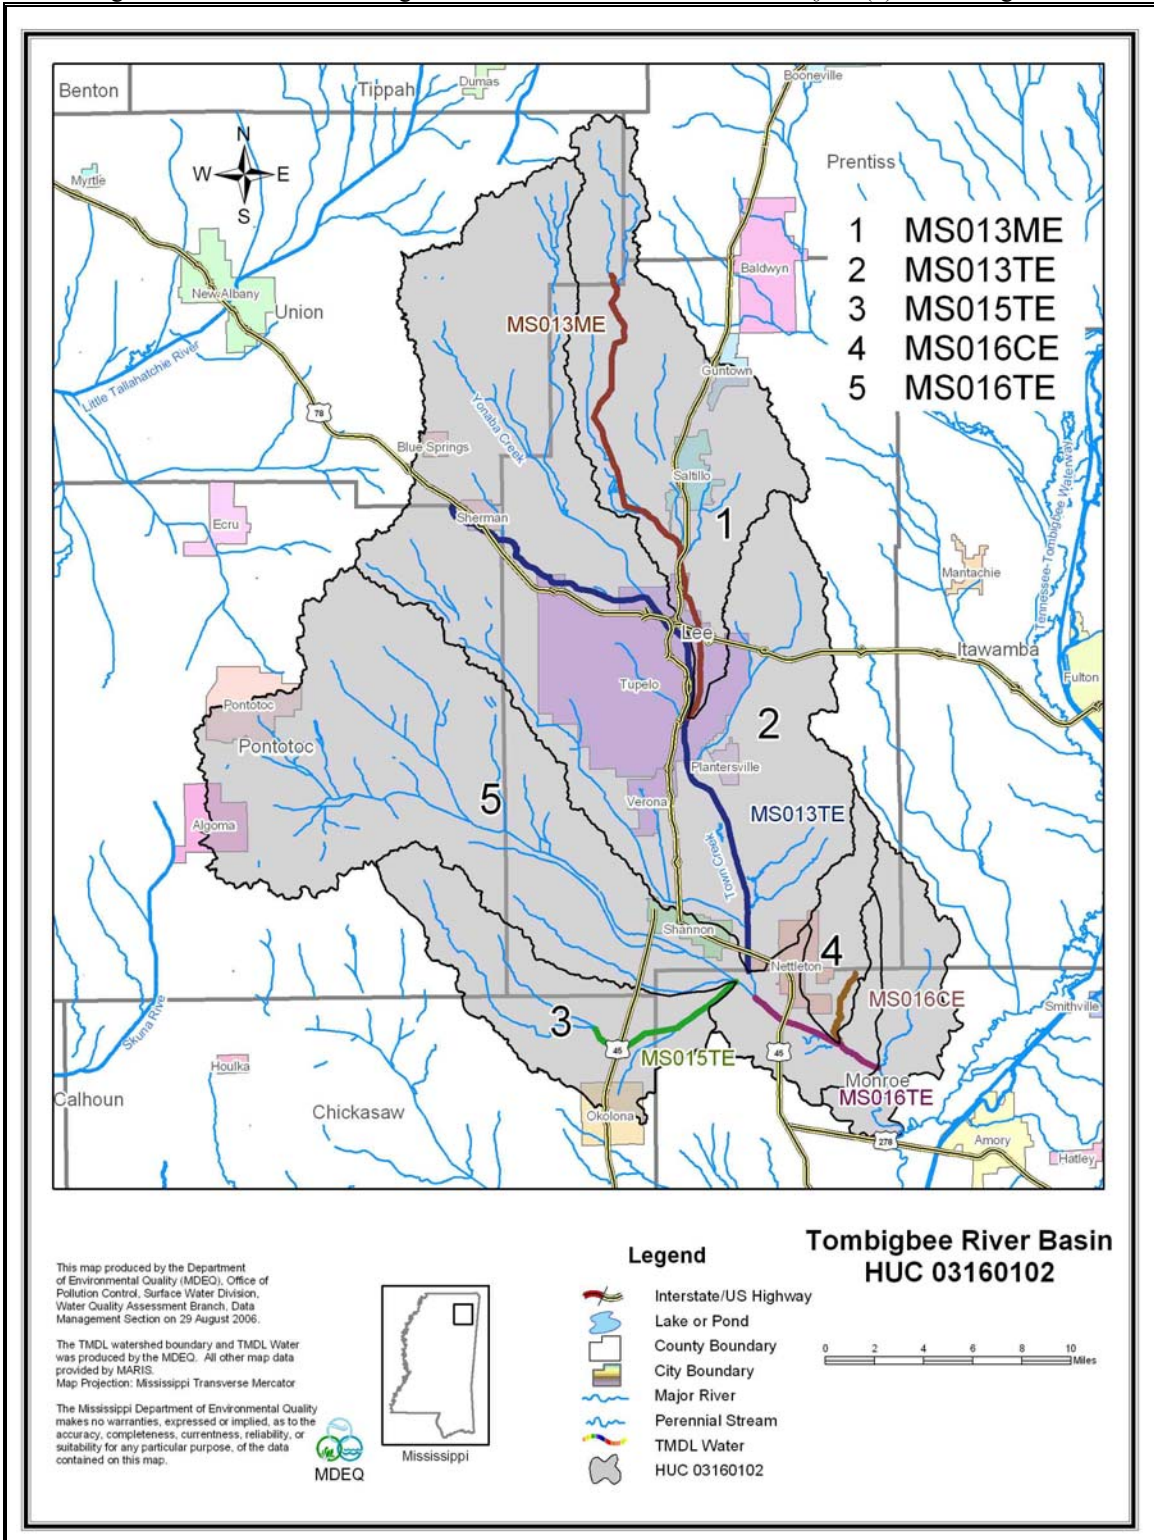 Benton
Tippah
Dumas
Booneville
N
W E
S
Myrtle
Prentiss
1 MS013ME
2 MS013TE
3 MS015TE
4 MS016CE
5 MS016TE
Baldwyn
New Albany
Union
MS013ME
Little Tallahatchie River
78
Guntown
Yonaba Creek
Blue Springs
Saltillo
Sherman
Ecru
1
Mantachie
Tennessee-Tombigbee Waterway
Lee
Itawamba
Fulton
Tupelo
Pontotoc
Pontotoc
2
Plantersville
5
Verona
MS013TE
Algoma
Town Creek
Shannon
4
Nettleton
MS016CE
Smithville
Skuna River
3
45
MS015TE
45
Houlka
Monroe
MS016TE
Calhoun
Chickasaw
Okolona
278
Amory
Hatley
Tombigbee River Basin
HUC 03160102
Legend
Interstate/US Highway
Lake or Pond
County Boundary
City Boundary
Major River
Perennial Stream
TMDL Water
HUC 03160102
0 2 4 6 8 10
Miles
This map produced by the Department
of Environmental Quality (MDEQ), Office of
Pollution Control, Surface Water Division,
Water Quality Assessment Branch, Data
Management Section on 29 August 2006.
The TMDL watershed boundary and TMDL Water
was produced by the MDEQ. All other map data
provided by MARIS.
Map Projection: Mississippi Transverse Mercator
The Mississippi Department of Environmental Quality
makes no warranties, expressed or implied, as to the
accuracy, completeness, currentness, reliability, or
suitability for any particular purpose, of the data
contained on this map.
MDEQ
Mississippi